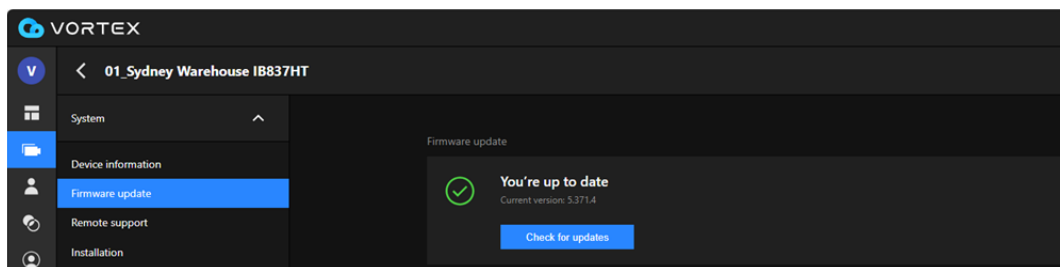 VORTEX
V
01_Sydney Warehouse IB837HT
System
Device information
Firmware update
Remote support
Installation
Firmware update
You're up to date
Current version: 5.371.4
Check for updates